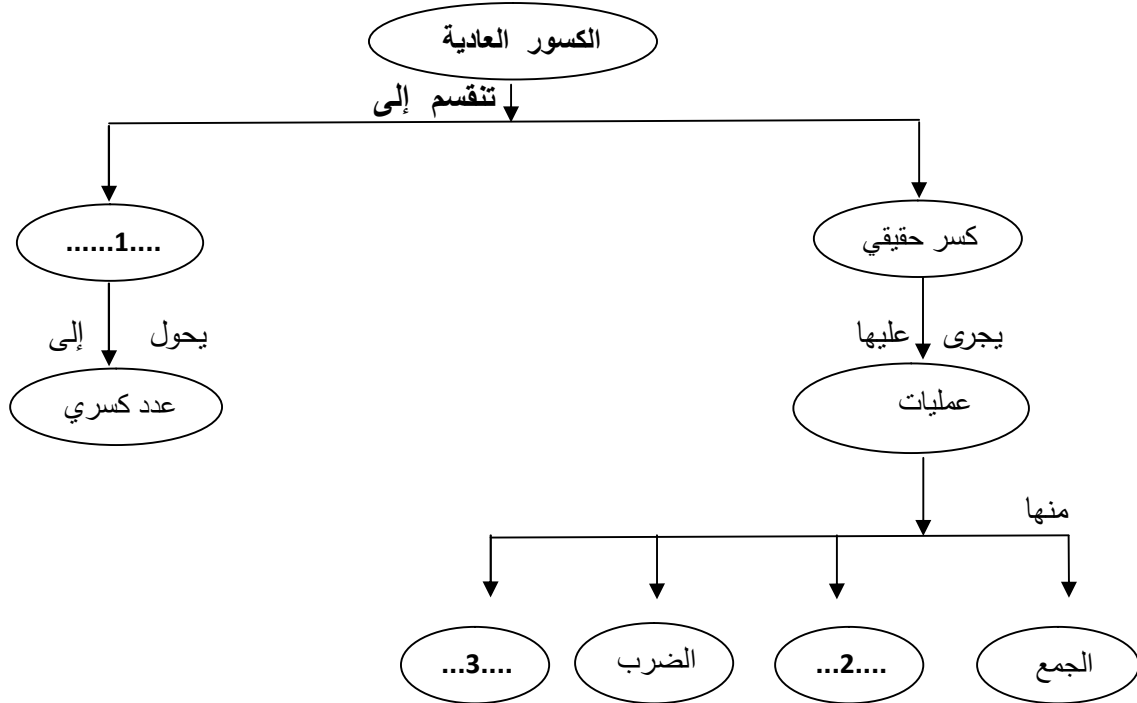 الكسور العادية
تنقسم إلى
كسر حقيقي
......1....
يجرى عليها
يحول إلى
عمليات
عدد كسري
منها
الجمع
...2....
الضرب
...3....